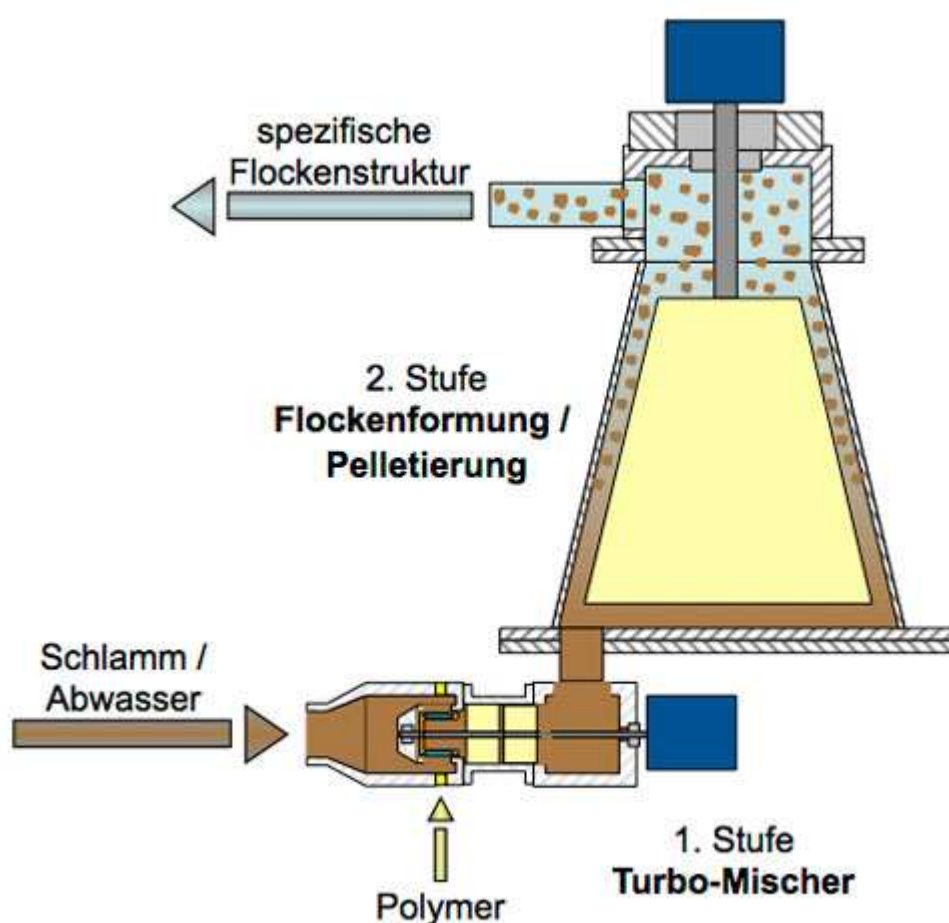 spezifische
Flockenstruktur
2. Stufe
Flockenformung /
Pelletierung
Schlamm /
Abwasser
1. Stufe
Turbo-Mischer
Polymer